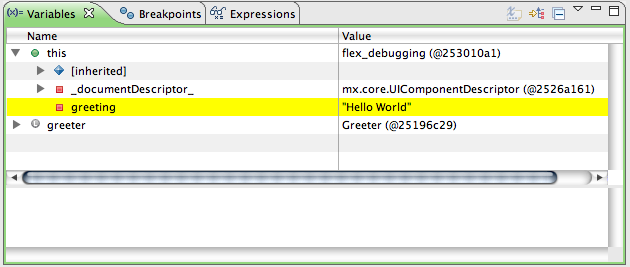 (x)= Variables Breakpoints Expressions
Name Value
this flex_debugging (@253010a1)
[inherited]
_documentDescriptor_ mx.core.UIComponentDescriptor (@2526a161)
greeting "Hello World"
greeter Greeter (@25196c29)